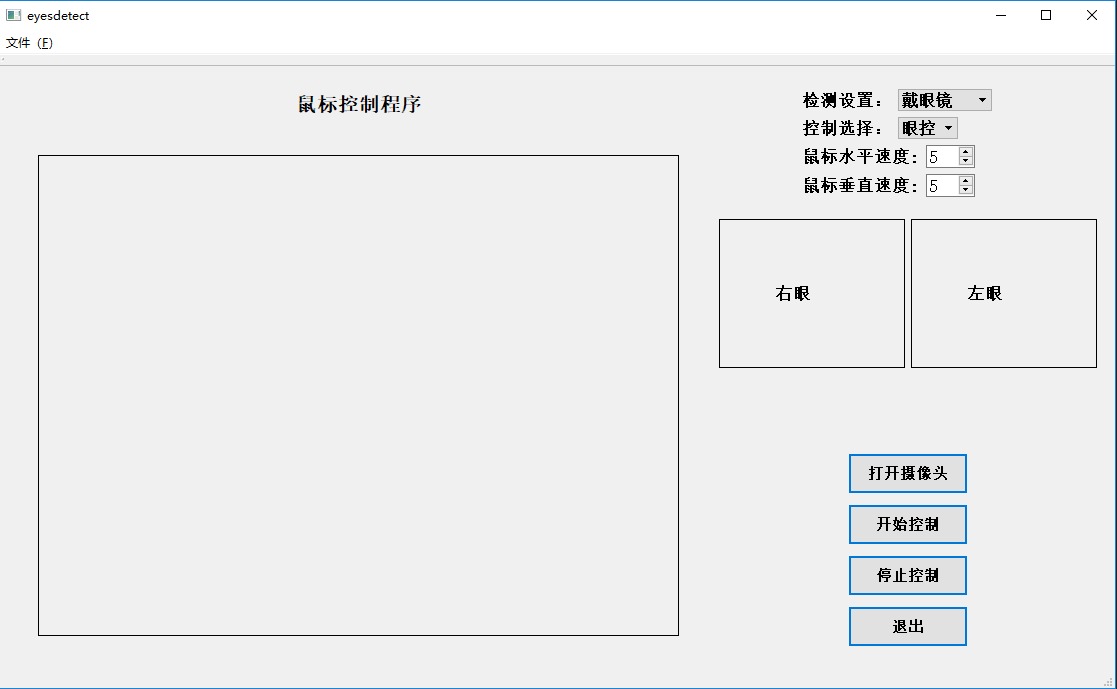 eyesdetect
文件（F）
鼠标控制程序
检测设置： 戴眼镜
控制选择： 眼控
鼠标水平速度： 5
鼠标垂直速度： 5
右眼 左眼
打开摄像头
开始控制
停止控制
退出